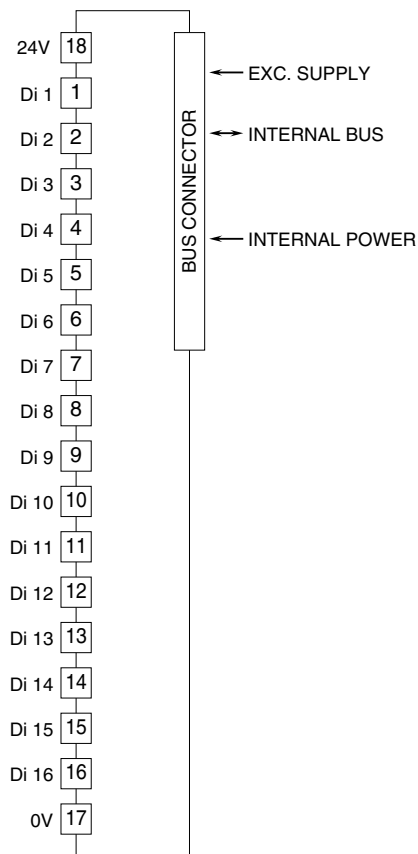 24V 18
Di 1 1
Di 2 2
Di 3 3
Di 4 4
Di 5 5
Di 6 6
Di 7 7
Di 8 8
Di 9 9
Di 10 10
Di 11 11
Di 12 12
Di 13 13
Di 14 14
Di 15 15
Di 16 16
0V 17
BUS CONNECTOR
EXC. SUPPLY
INTERNAL BUS
INTERNAL POWER